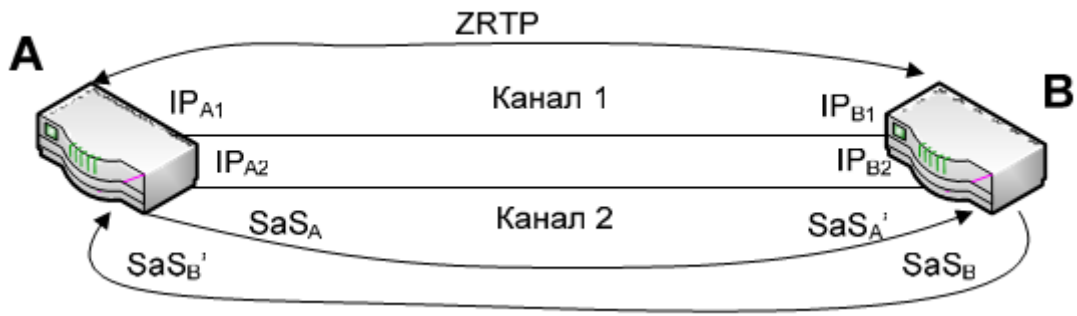 ZRTP
A
B
IPA1
Канал 1
IPB1
IPA2
IPB2
Канал 2
SaSA
SaSA'
SaSB'
SaSB